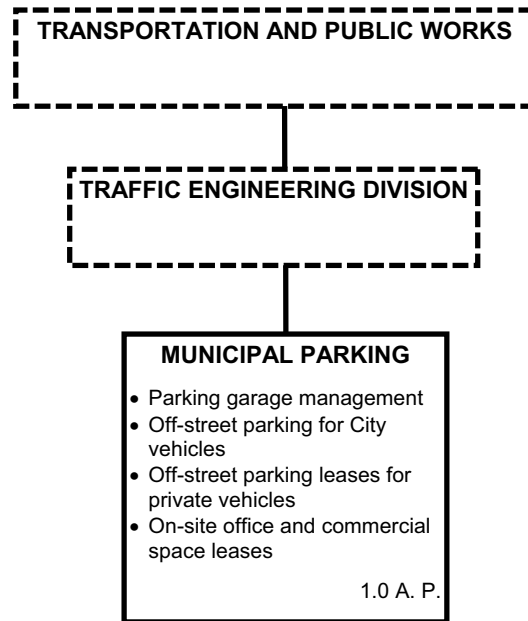 TRANSPORTATION AND PUBLIC WORKS
TRAFFIC ENGINEERING DIVISION
MUNICIPAL PARKING
• Parking garage management
• Off-street parking for City
vehicles
• Off-street parking leases for
private vehicles
• On-site office and commercial
space leases
1.0 A. P.